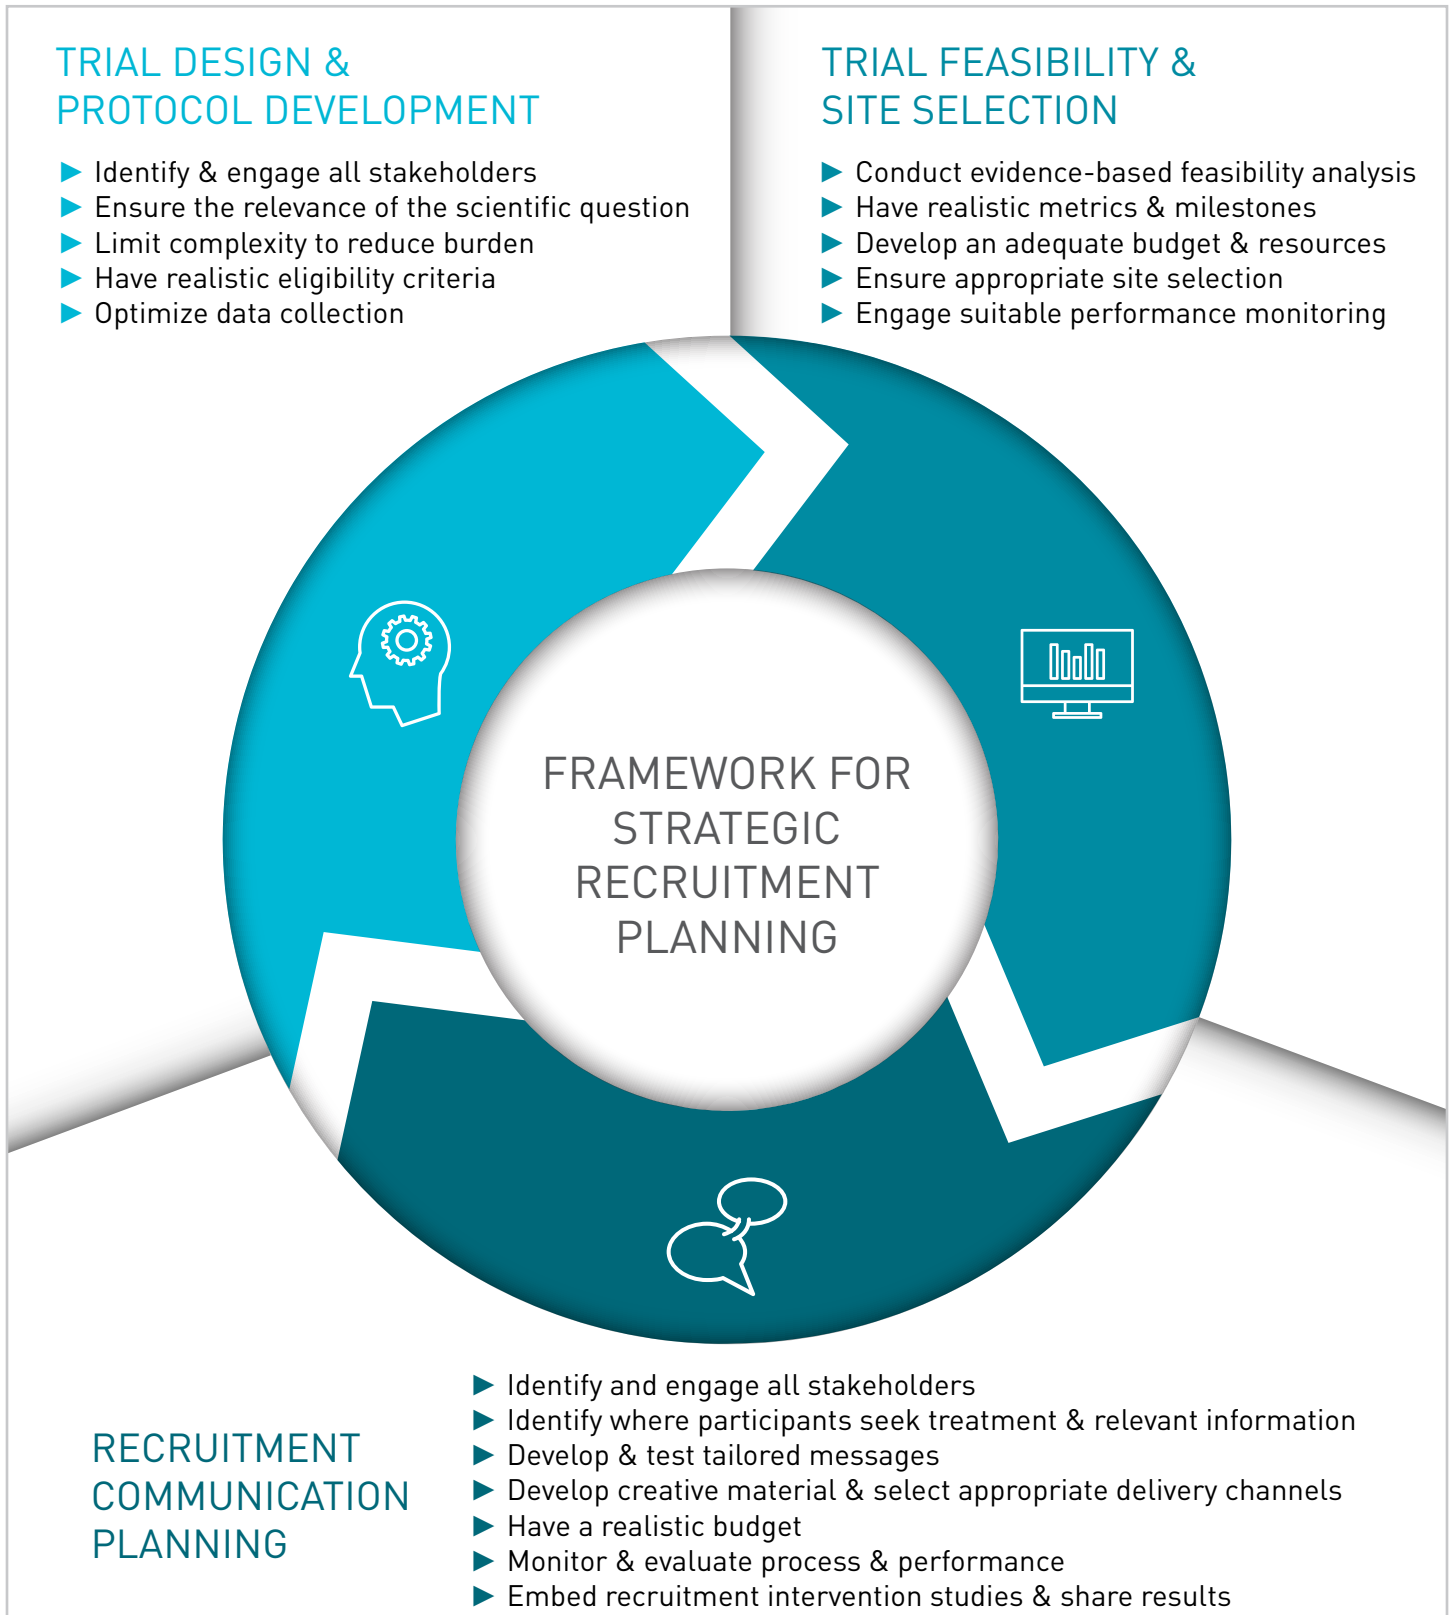 TRIAL DESIGN &
PROTOCOL DEVELOPMENT
► Identify & engage all stakeholders
► Ensure the relevance of the scientific question
► Limit complexity to reduce burden
► Have realistic eligibility criteria
► Optimize data collection
TRIAL FEASIBILITY &
SITE SELECTION
► Conduct evidence-based feasibility analysis
► Have realistic metrics & milestones
► Develop an adequate budget & resources
► Ensure appropriate site selection
► Engage suitable performance monitoring
FRAMEWORK FOR
STRATEGIC
RECRUITMENT
PLANNING
RECRUITMENT
COMMUNICATION
PLANNING
► Identify and engage all stakeholders
► Identify where participants seek treatment & relevant information
► Develop & test tailored messages
► Develop creative material & select appropriate delivery channels
► Have a realistic budget
► Monitor & evaluate process & performance
► Embed recruitment intervention studies & share results